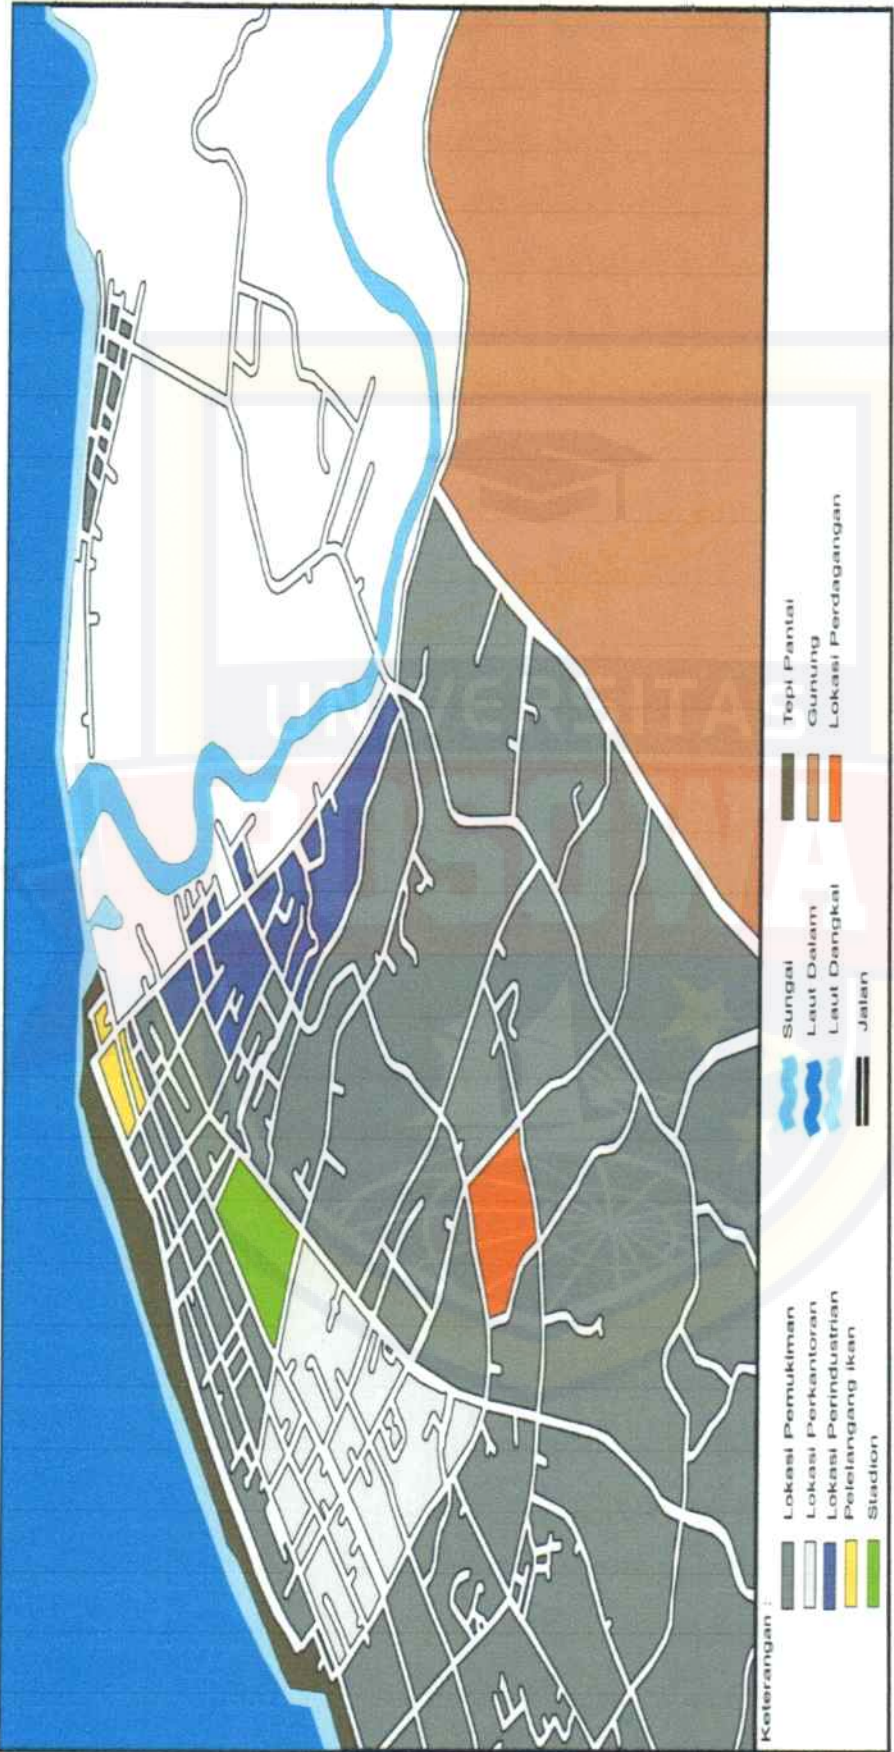 Keterangan :
Lokasi Pemukiman
Lokasi Perkantoran
Lokasi Perindustrian
Pelelangang ikan
Stadion
Sungai
Laut Dalam
Laut Dangkal
Jalan
Tepi Pantai
Gunung
Lokasi Perdagangan
UNIVERSITAS
BOSOWA